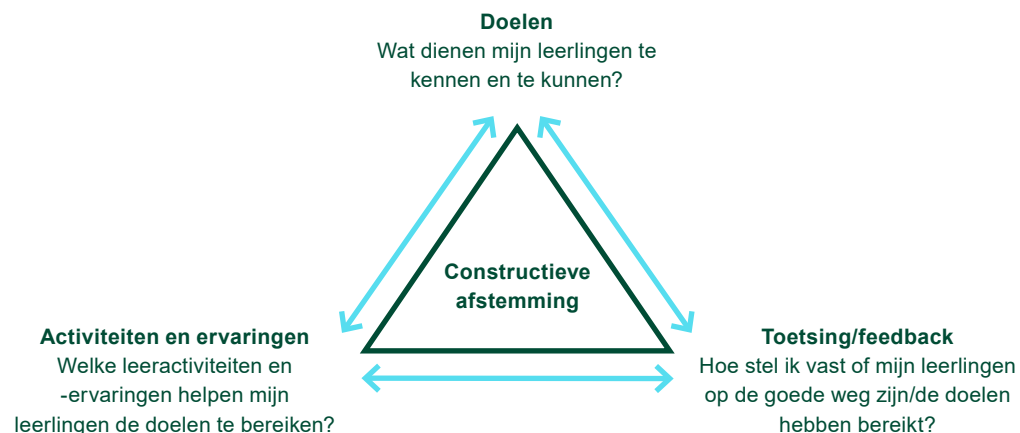 Doelen
Wat dienen mijn leerlingen te
kennen en te kunnen?
Constructieve
afstemming
Activiteiten en ervaringen
Welke leeractiviteiten en
-ervaringen helpen mijn
leerlingen de doelen te bereiken?
Toetsing/feedback
Hoe stel ik vast of mijn leerlingen
op de goede weg zijn/de doelen
hebben bereikt?